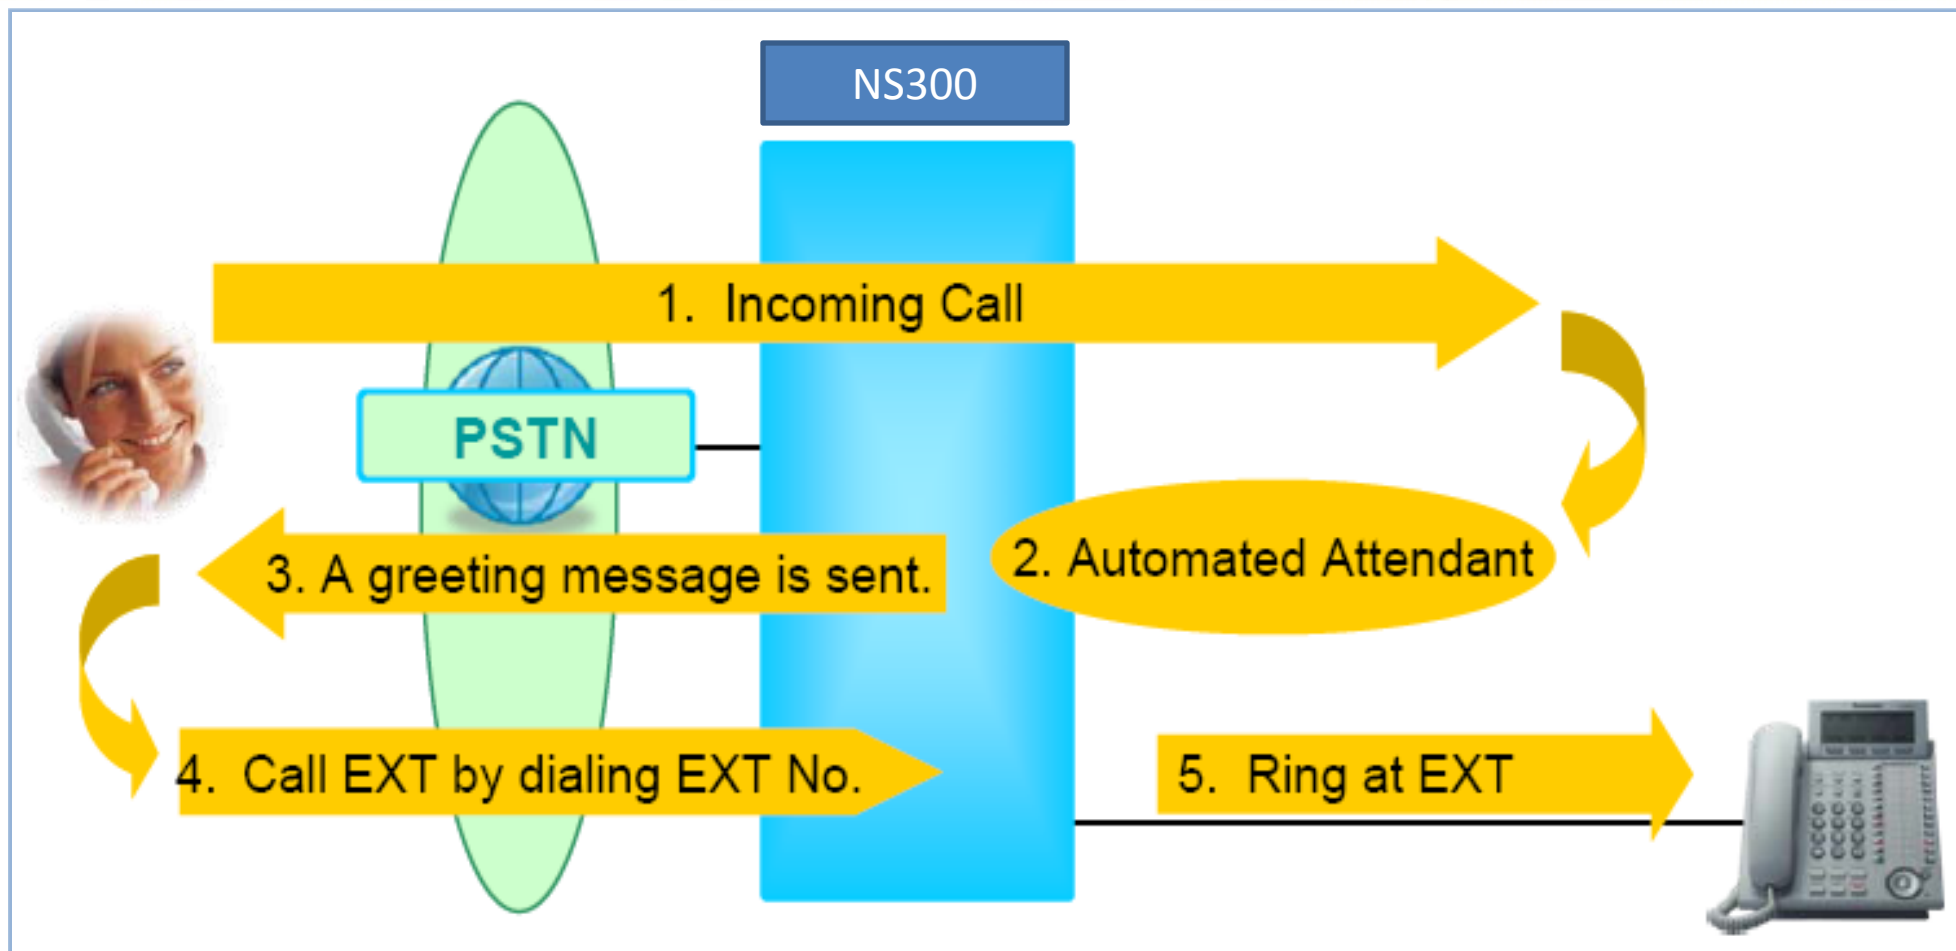 NS300
1. Incoming Call
PSTN
2. Automated Attendant
3. A greeting message is sent.
4. Call EXT by dialing EXT No.
5. Ring at EXT